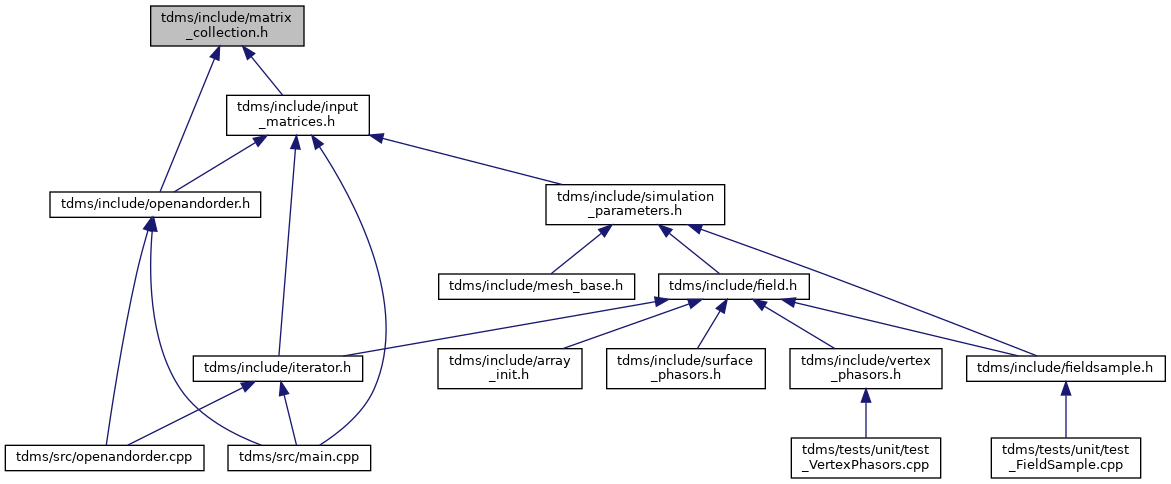 tdms/include/matrix
_collection.h
tdms/include/input
_matrices.h
tdms/include/openandorder.h
tdms/include/simulation
_parameters.h
tdms/include/mesh_base.h
tdms/include/field.h
tdms/include/iterator.h
tdms/include/array
_init.h
tdms/include/surface
_phasors.h
tdms/include/vertex
_phasors.h
tdms/include/fieldsample.h
tdms/src/openandorder.cpp
tdms/src/main.cpp
tdms/tests/unit/test
_VertexPhasors.cpp
tdms/tests/unit/test
_FieldSample.cpp